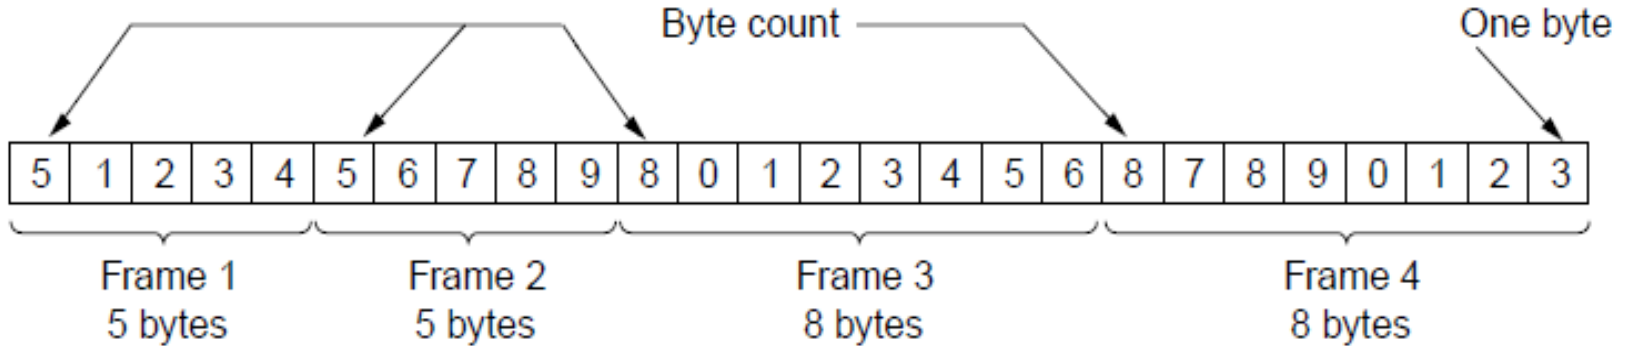 Byte count One byte
5 1 2 3 4 5 6 7 8 9 8 0 1 2 3 4 5 6 8 7 8 9 0 1 2 3
Frame 1 Frame 2 Frame 3 Frame 4
5 bytes 5 bytes 8 bytes 8 bytes